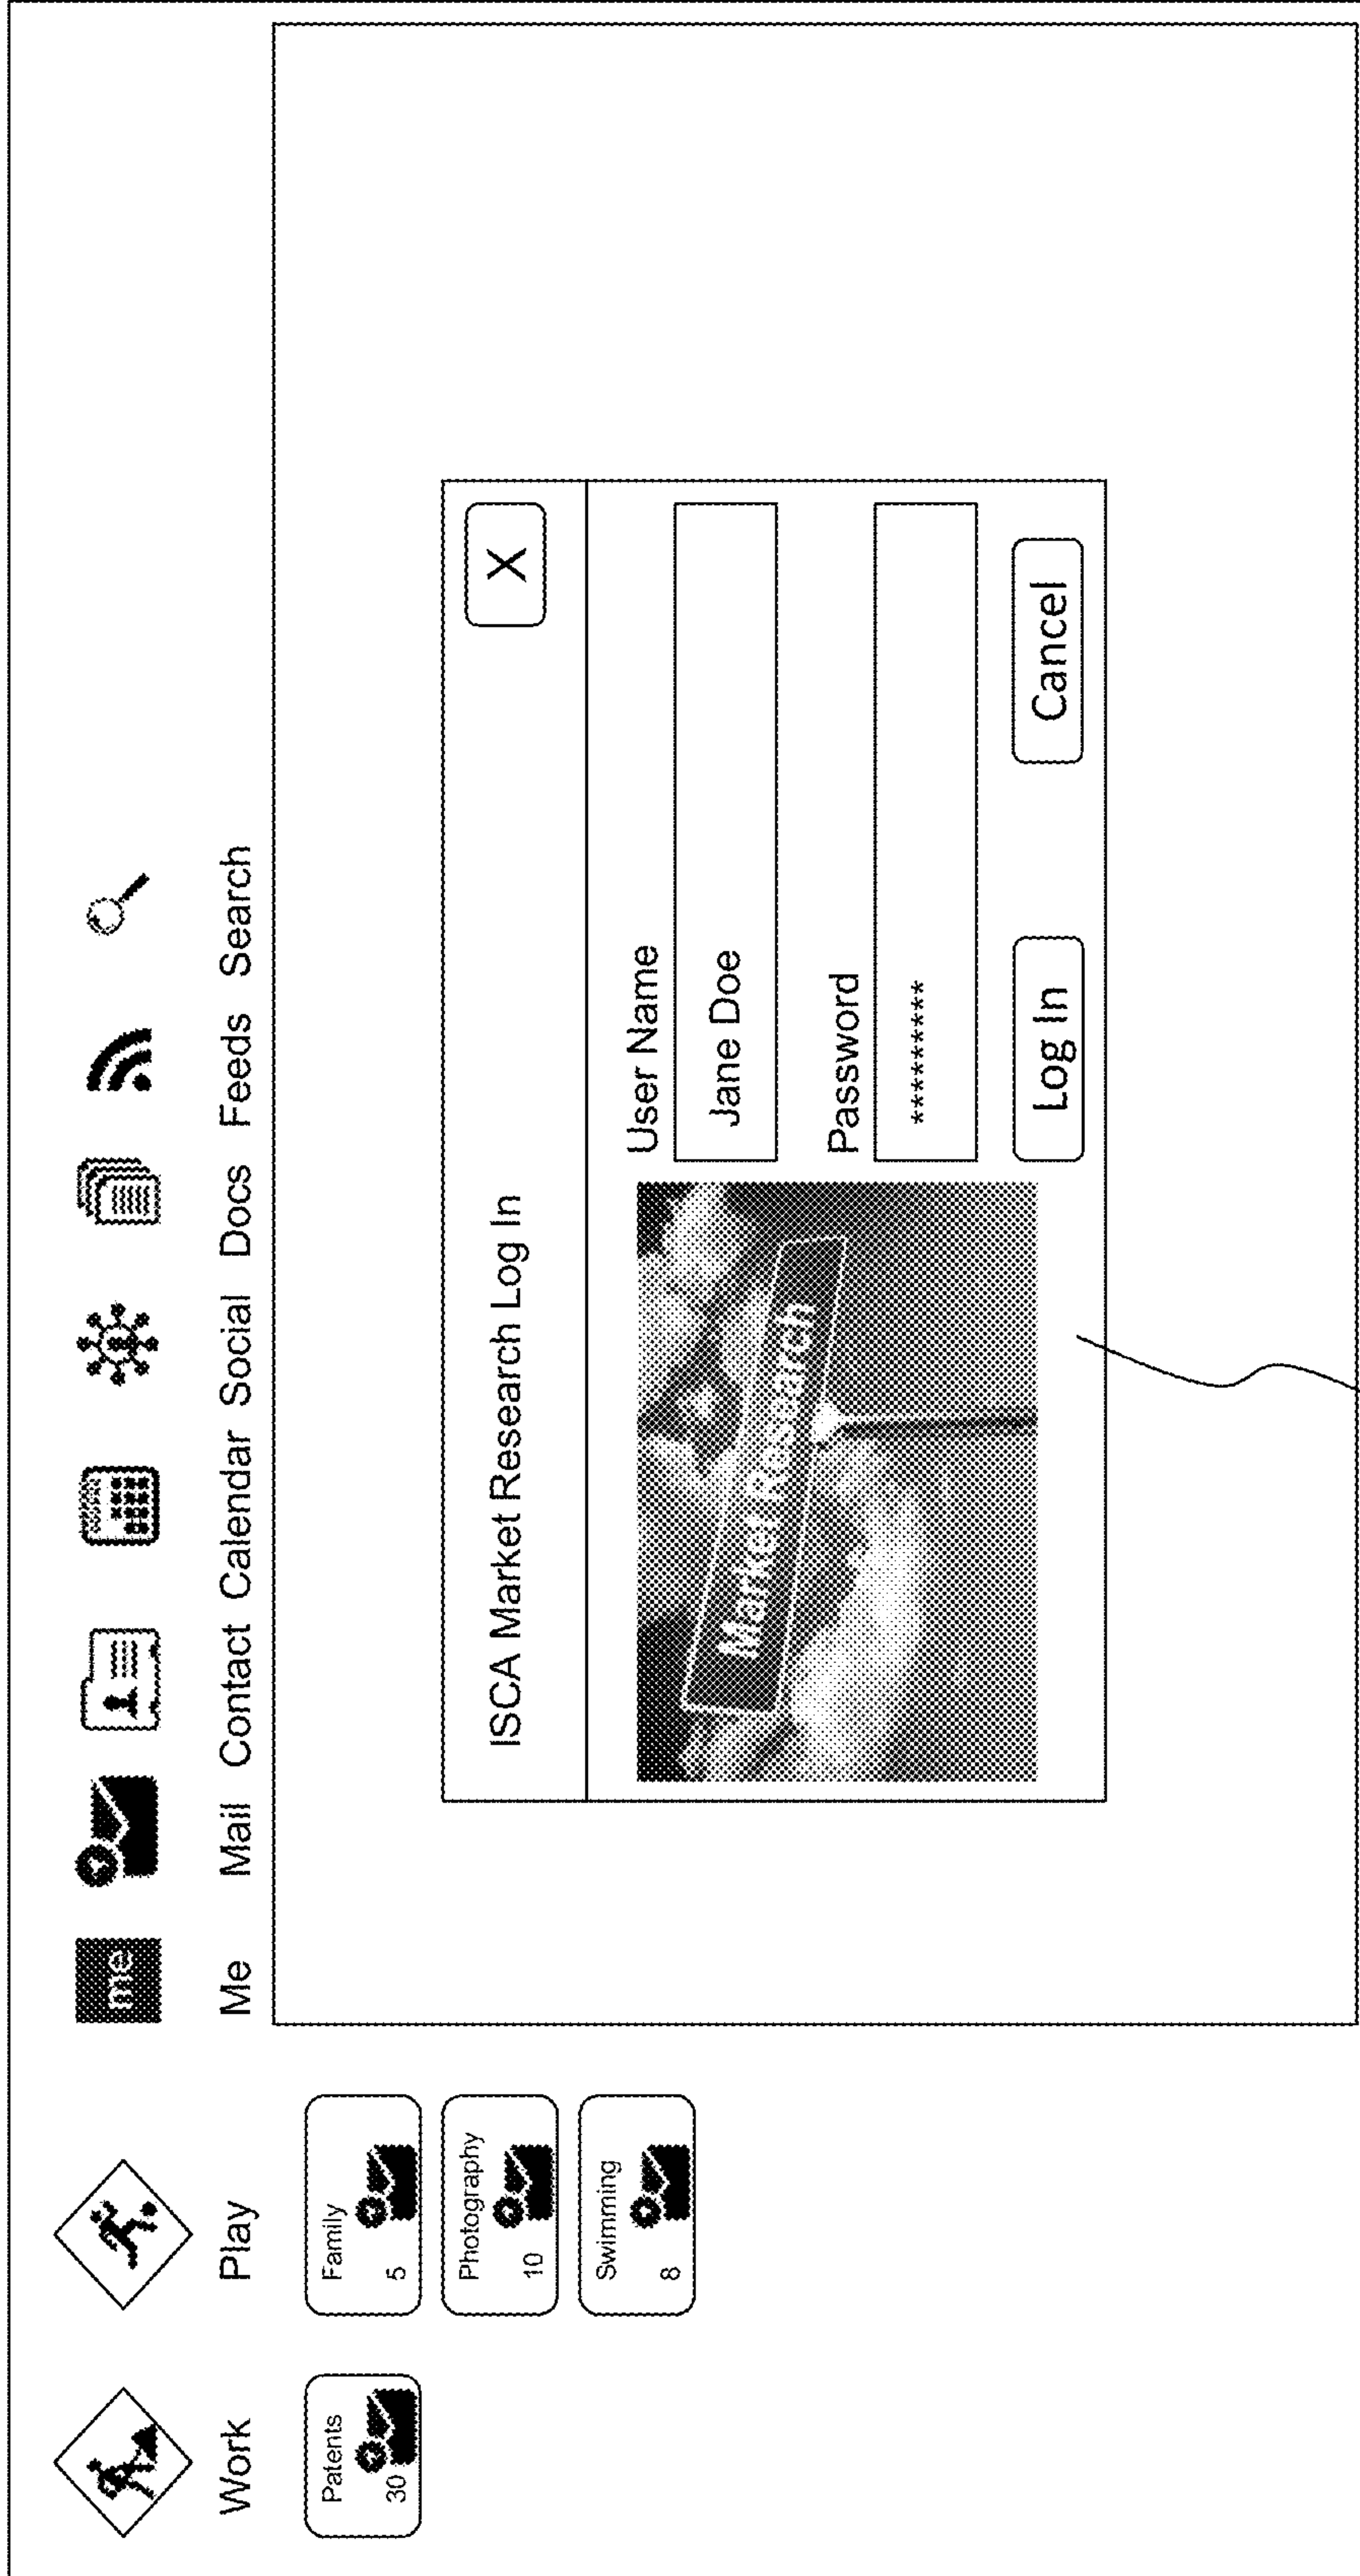 Work Play Me Mail Contact Calendar Social Docs Feeds Search
me
Patents
30
Family
5
Photography
10
Swimming
8
ISCA Market Research Log In X
Market Research
User Name
Jane Doe
Password
*********
Log In Cancel